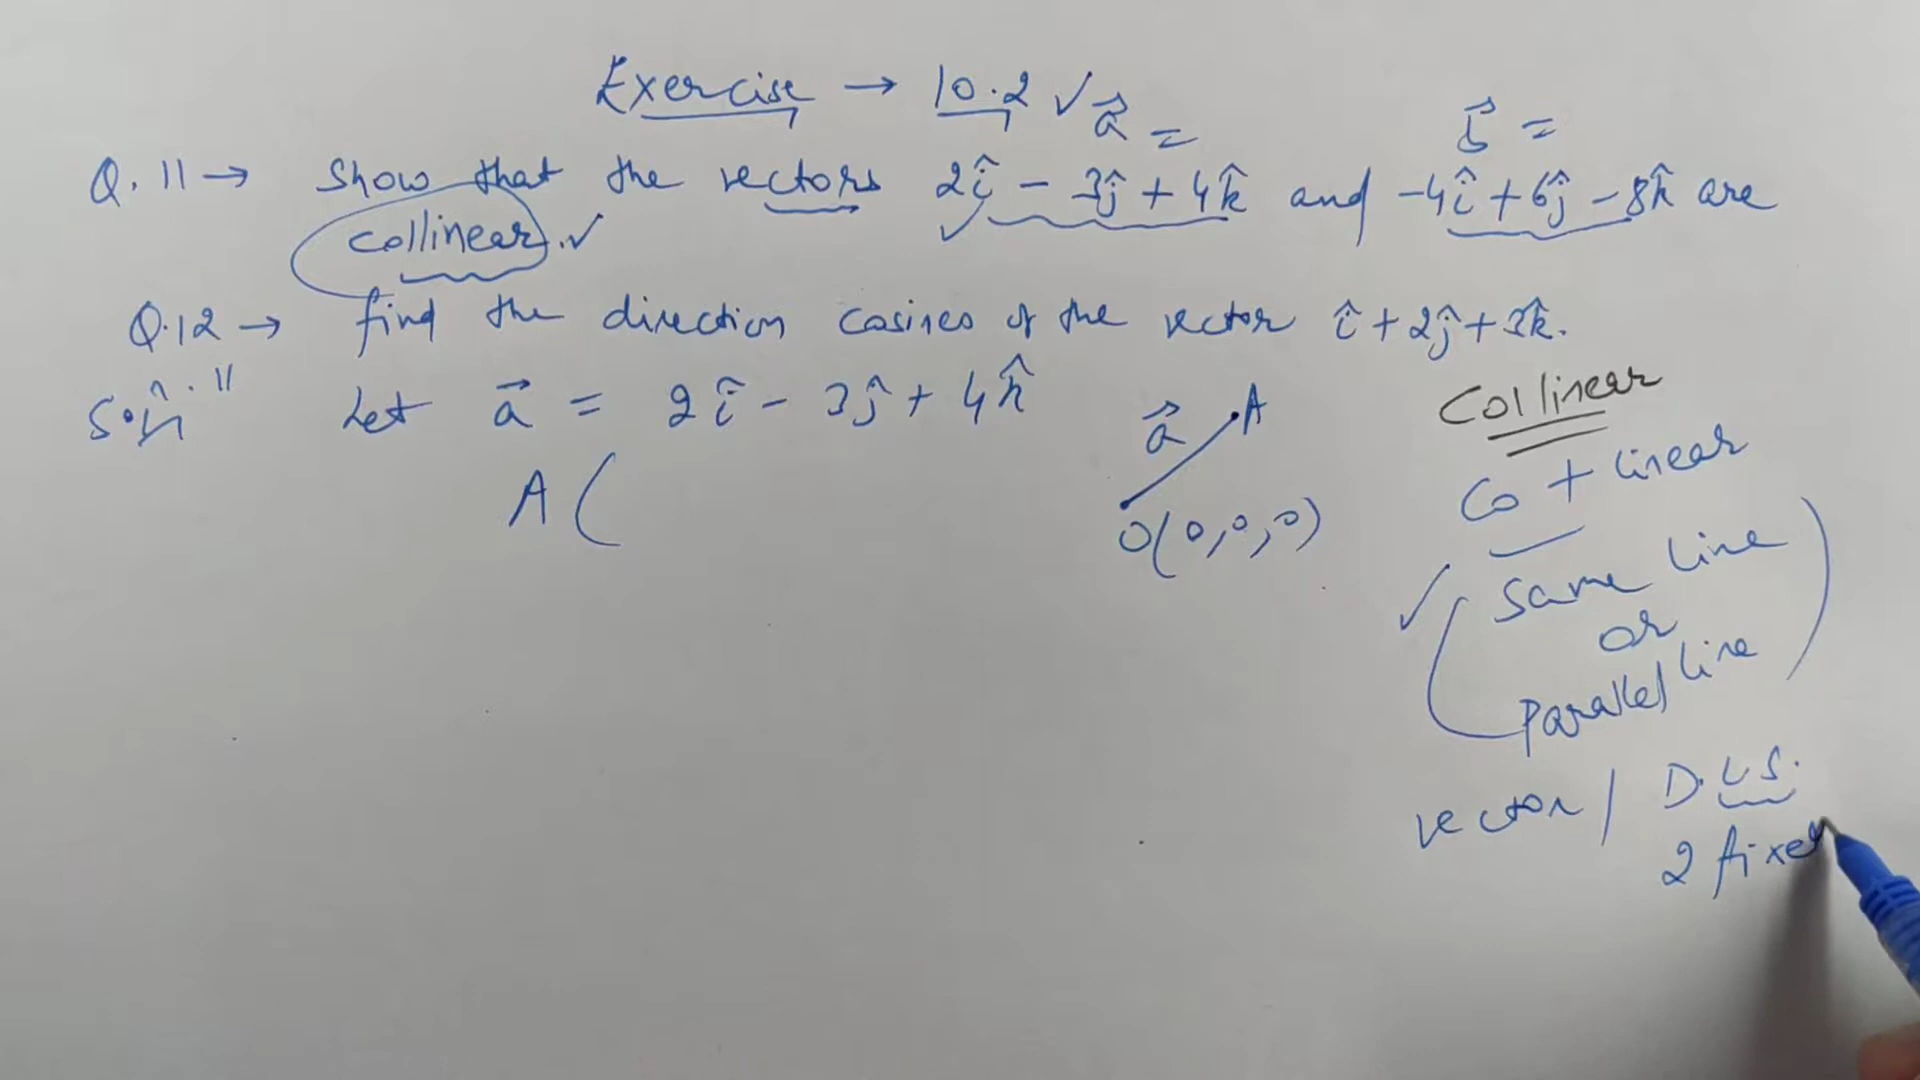 Exercise → 10.2 ✓
a⃗ =
b⃗ =
Q.11 → Show that the vectors 2î - 3ĵ + 4k̂ and -4î + 6ĵ - 8k̂ are
collinear. ✓
Q.12 → find the direction cosines of the vector î + 2ĵ + 3k̂.
Sol^n. 11 Let a⃗ = 2î - 3ĵ + 4k̂
A (
a⃗ A
O(0,0,0)
Collinear
Co + linear
✓ (Same line
or
Parallel line)
vector / D.L.S.
2 fixed